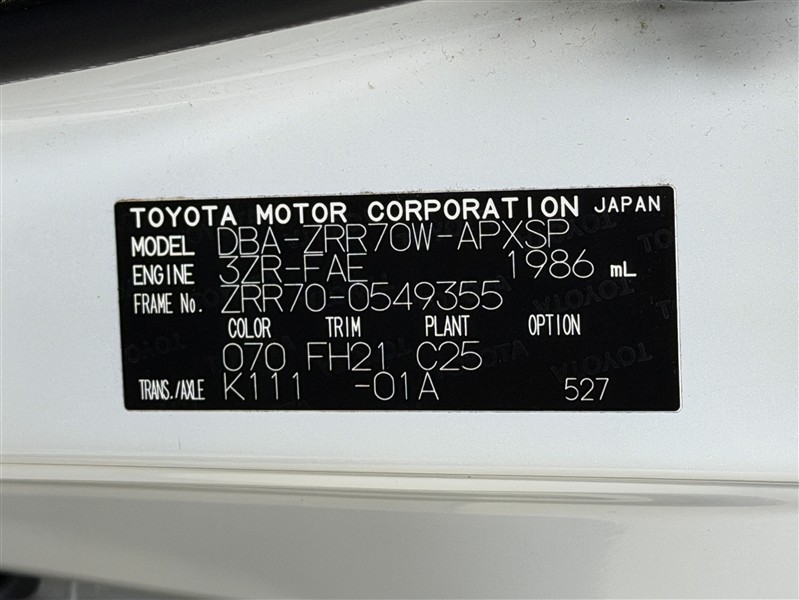 TOYOTA MOTOR CORPORATION JAPAN
MODEL DBA-ZRR70W-APXSP
ENGINE 3ZR-FAE 1986 mL
FRAME No. ZRR70-0549355
COLOR TRIM PLANT OPTION
070 FH21 C25
TRANS./AXLE K111 -01A 527